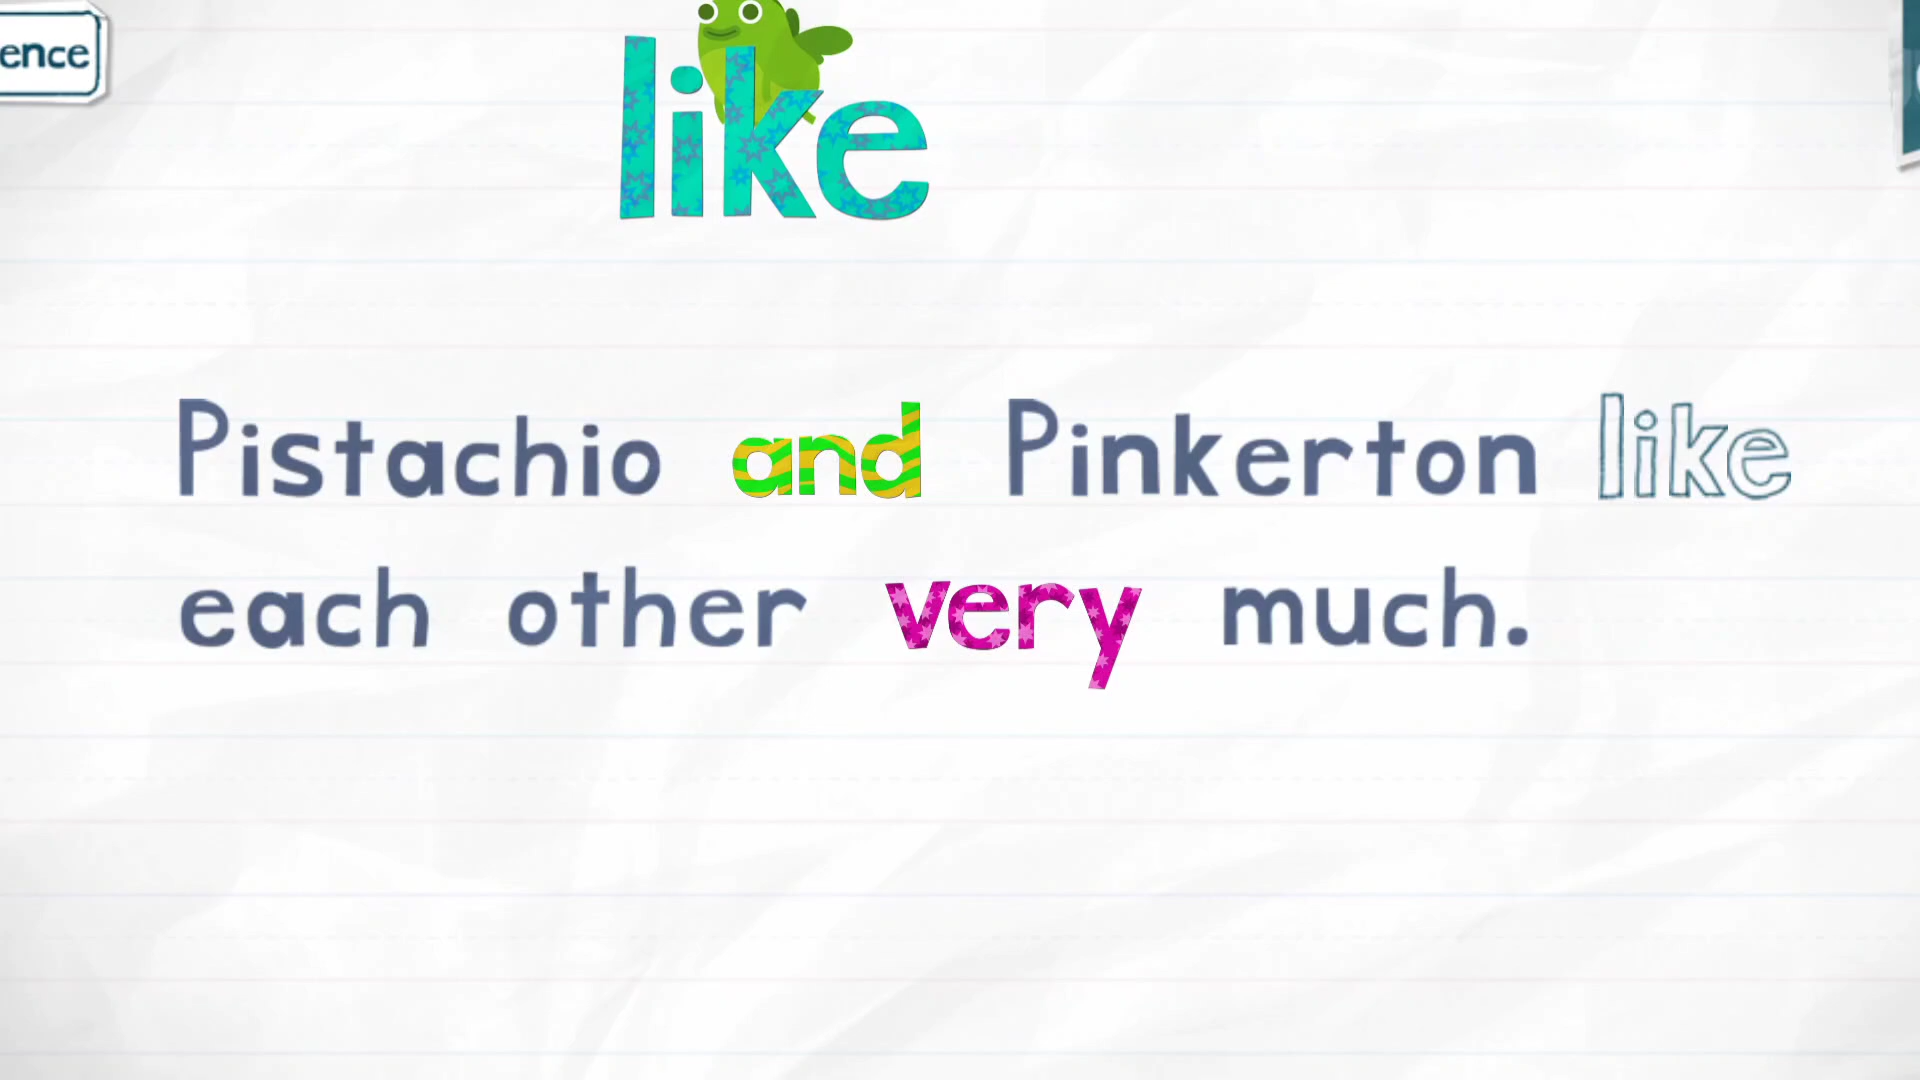 ence
like
Pistachio and Pinkerton like
each other very much.